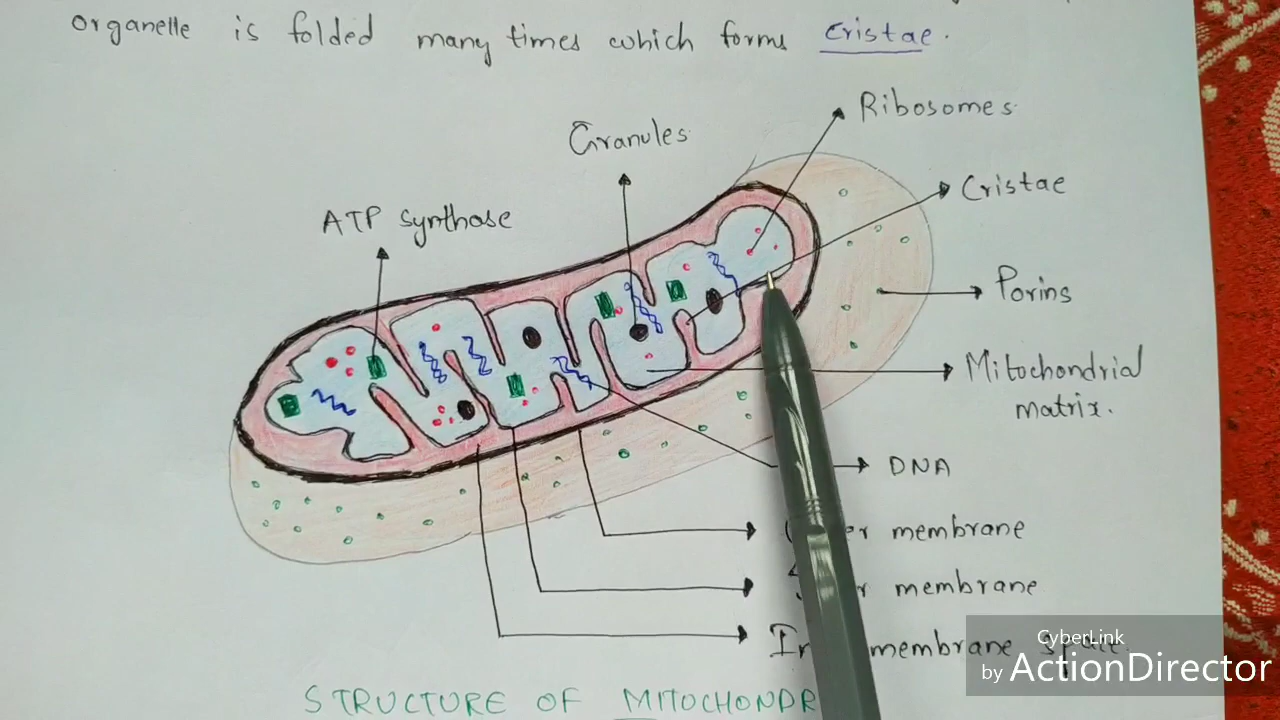 organelle is folded many times which forms cristae.
Ribosomes
Granules
Cristae
ATP synthase
Porins
Mitochondrial
matrix.
DNA
membrane
membrane
membrane space.
STRUCTURE OF
CyberLink
by ActionDirector